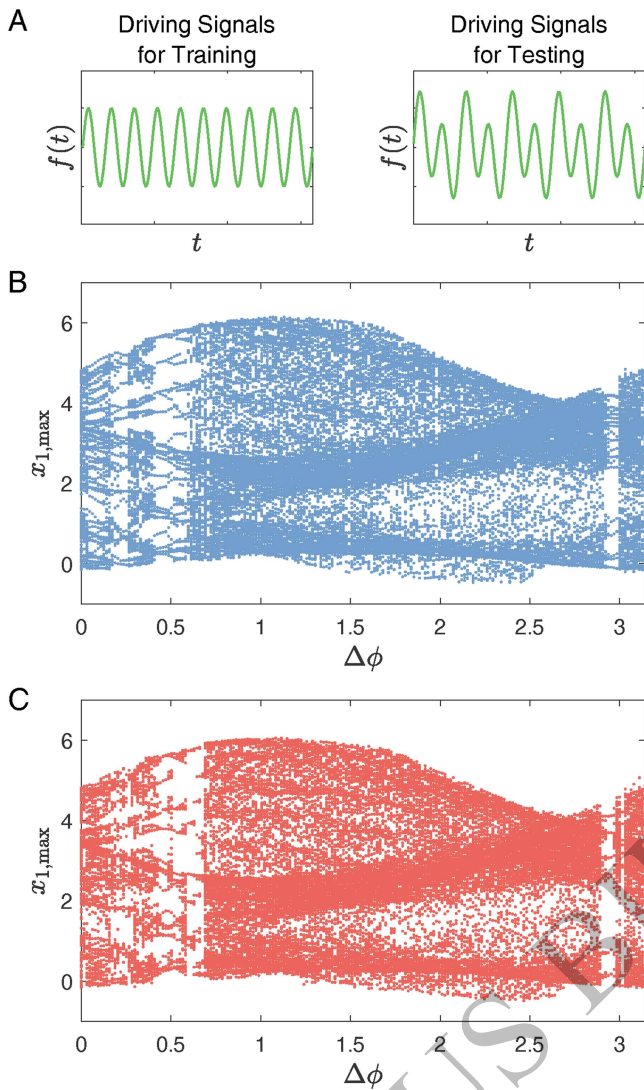 A
Driving Signals
for Training
Driving Signals
for Testing
f(t)
f(t)
t
t
B
6
4
2
0
x₁,max
0 0.5 1 1.5 2 2.5 3
Δϕ
C
6
4
2
0
x₁,max
0 0.5 1 1.5 2 2.5 3
Δϕ